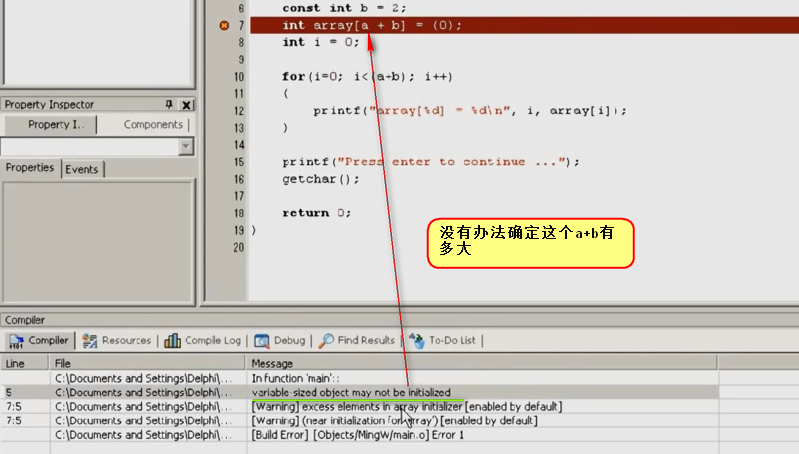 6 const int b = 2;
7 int array[a + b] = {0};
8 int i = 0;
9
10 for(i=0; i<(a+b); i++)
11 {
12 printf("array[%d] = %d\n", i, array[i]);
13 }
14
15 printf("Press enter to continue ...");
16 getchar();
17
18 return 0;
19 }
20
Property Inspector
Property I.. Components
Properties Events
没有办法确定这个a+b有
多大
Compiler
Compiler Resources Compile Log Debug Find Results To-Do List
Line File Message
C:\Documents and Settings\Delphi\... In function 'main'::
5 C:\Documents and Settings\Delphi\... variable-sized object may not be initialized
7:5 C:\Documents and Settings\Delphi\... [Warning] excess elements in array initializer [enabled by default]
7:5 C:\Documents and Settings\Delphi\... [Warning] (near initialization for 'array') [enabled by default]
C:\Documents and Settings\Delphi\... [Build Error] [Objects/MingW/main.o] Error 1